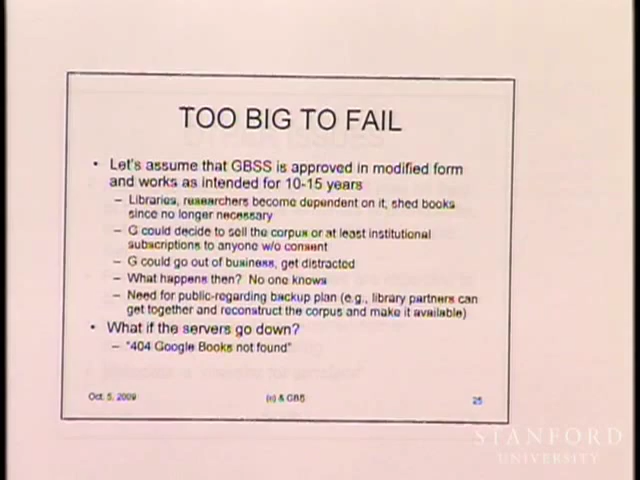 TOO BIG TO FAIL
• Let's assume that GBSS is approved in modified form
and works as intended for 10-15 years
– Libraries, researchers become dependent on it, shed books
since no longer necessary
– G could decide to sell the corpus or at least institutional
subscriptions to anyone w/o consent
– G could go out of business, get distracted
– What happens then? No one knows
– Need for public-regarding backup plan (e.g., library partners can
get together and reconstruct the corpus and make it available)
• What if the servers go down?
– "404 Google Books not found"
Oct. 5, 2009 (c) & GBS 25
STANFORD
UNIVERSITY